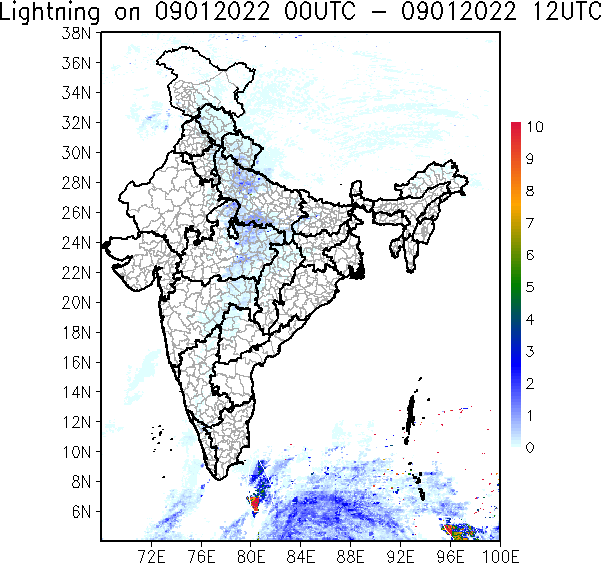 Lightning on 09012022 00UTC – 09012022 12UTC
38N
36N
34N
32N
30N
28N
26N
24N
22N
20N
18N
16N
14N
12N
10N
8N
6N
72E 76E 80E 84E 88E 92E 96E 100E
10
9
8
7
6
5
4
3
2
1
0